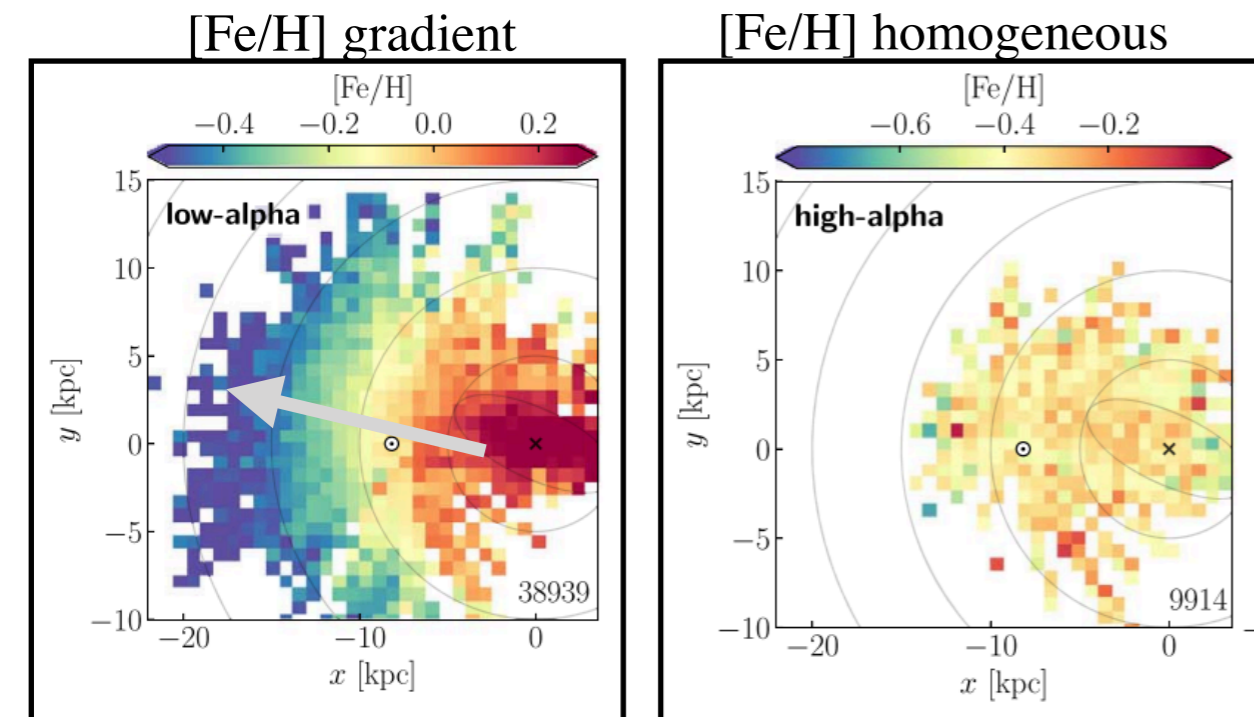 [Fe/H] gradient
[Fe/H]
−0.4 −0.2 0.0 0.2
low-alpha
15
10
5
0
−5
−10
y [kpc]
38939
−20 −10 0
x [kpc]
[Fe/H] homogeneous
[Fe/H]
−0.6 −0.4 −0.2
high-alpha
15
10
5
0
−5
−10
y [kpc]
9914
−20 −10 0
x [kpc]